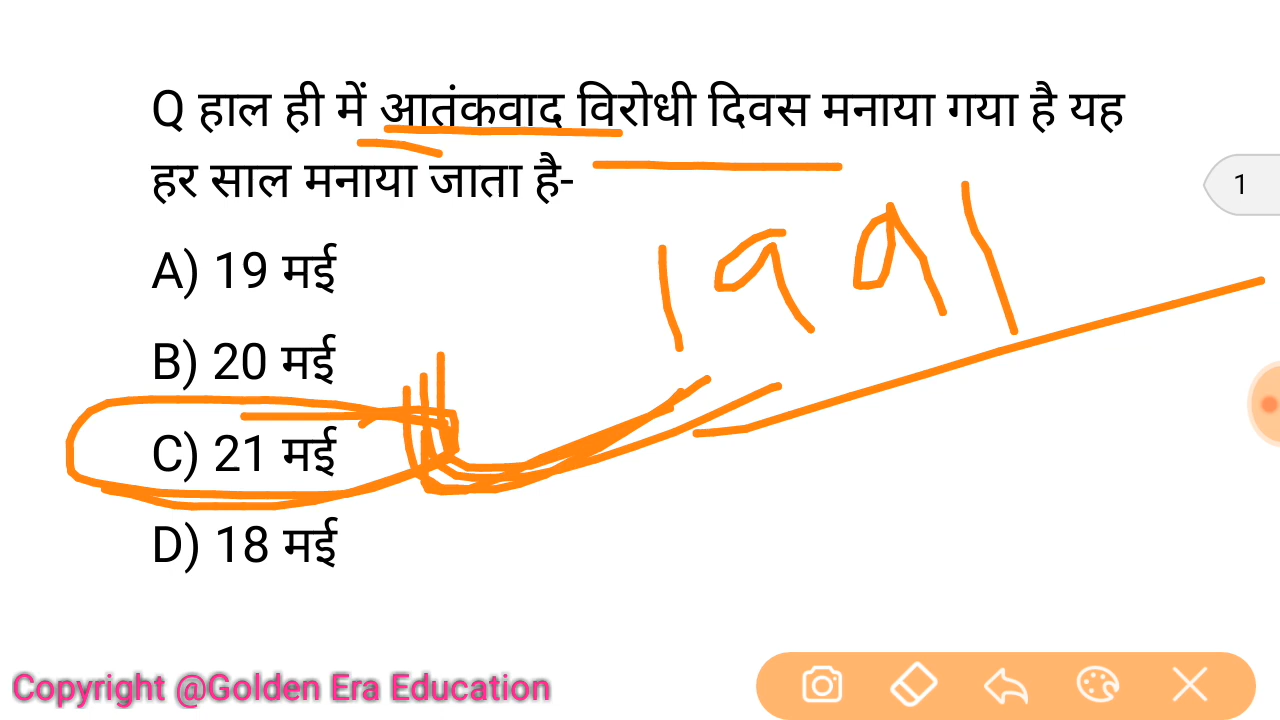 Q हाल ही में आतंकवाद विरोधी दिवस मनाया गया है यह
हर साल मनाया जाता है-
1
1991
A) 19 मई
B) 20 मई
C) 21 मई
D) 18 मई
Copyright @Golden Era Education